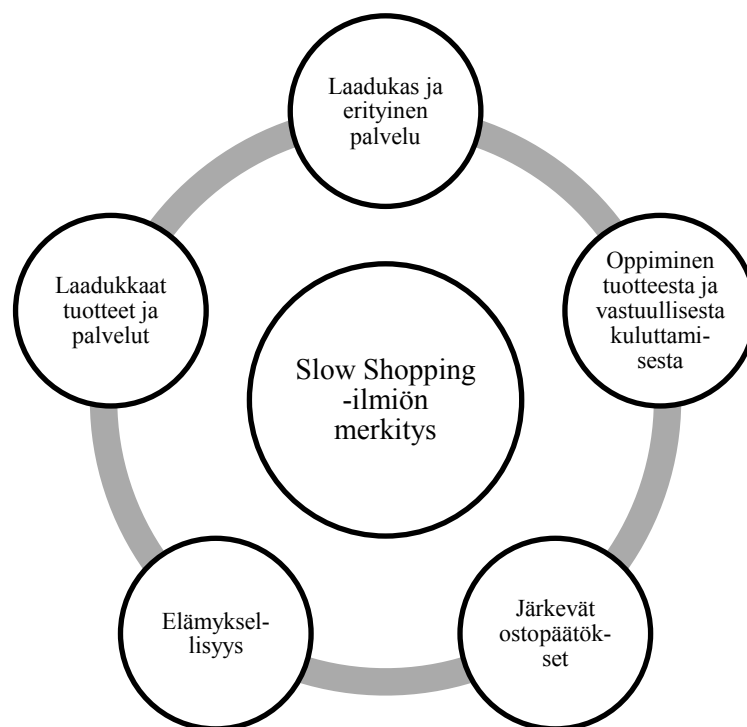 Laadukas ja
erityinen
palvelu
Oppiminen
tuotteesta ja
vastuullisesta
kuluttami-
sesta
Järkevät
ostopäätök-
set
Elämyksel-
lisyys
Laadukkaat
tuotteet ja
palvelut
Slow Shopping
-ilmiön
merkitys